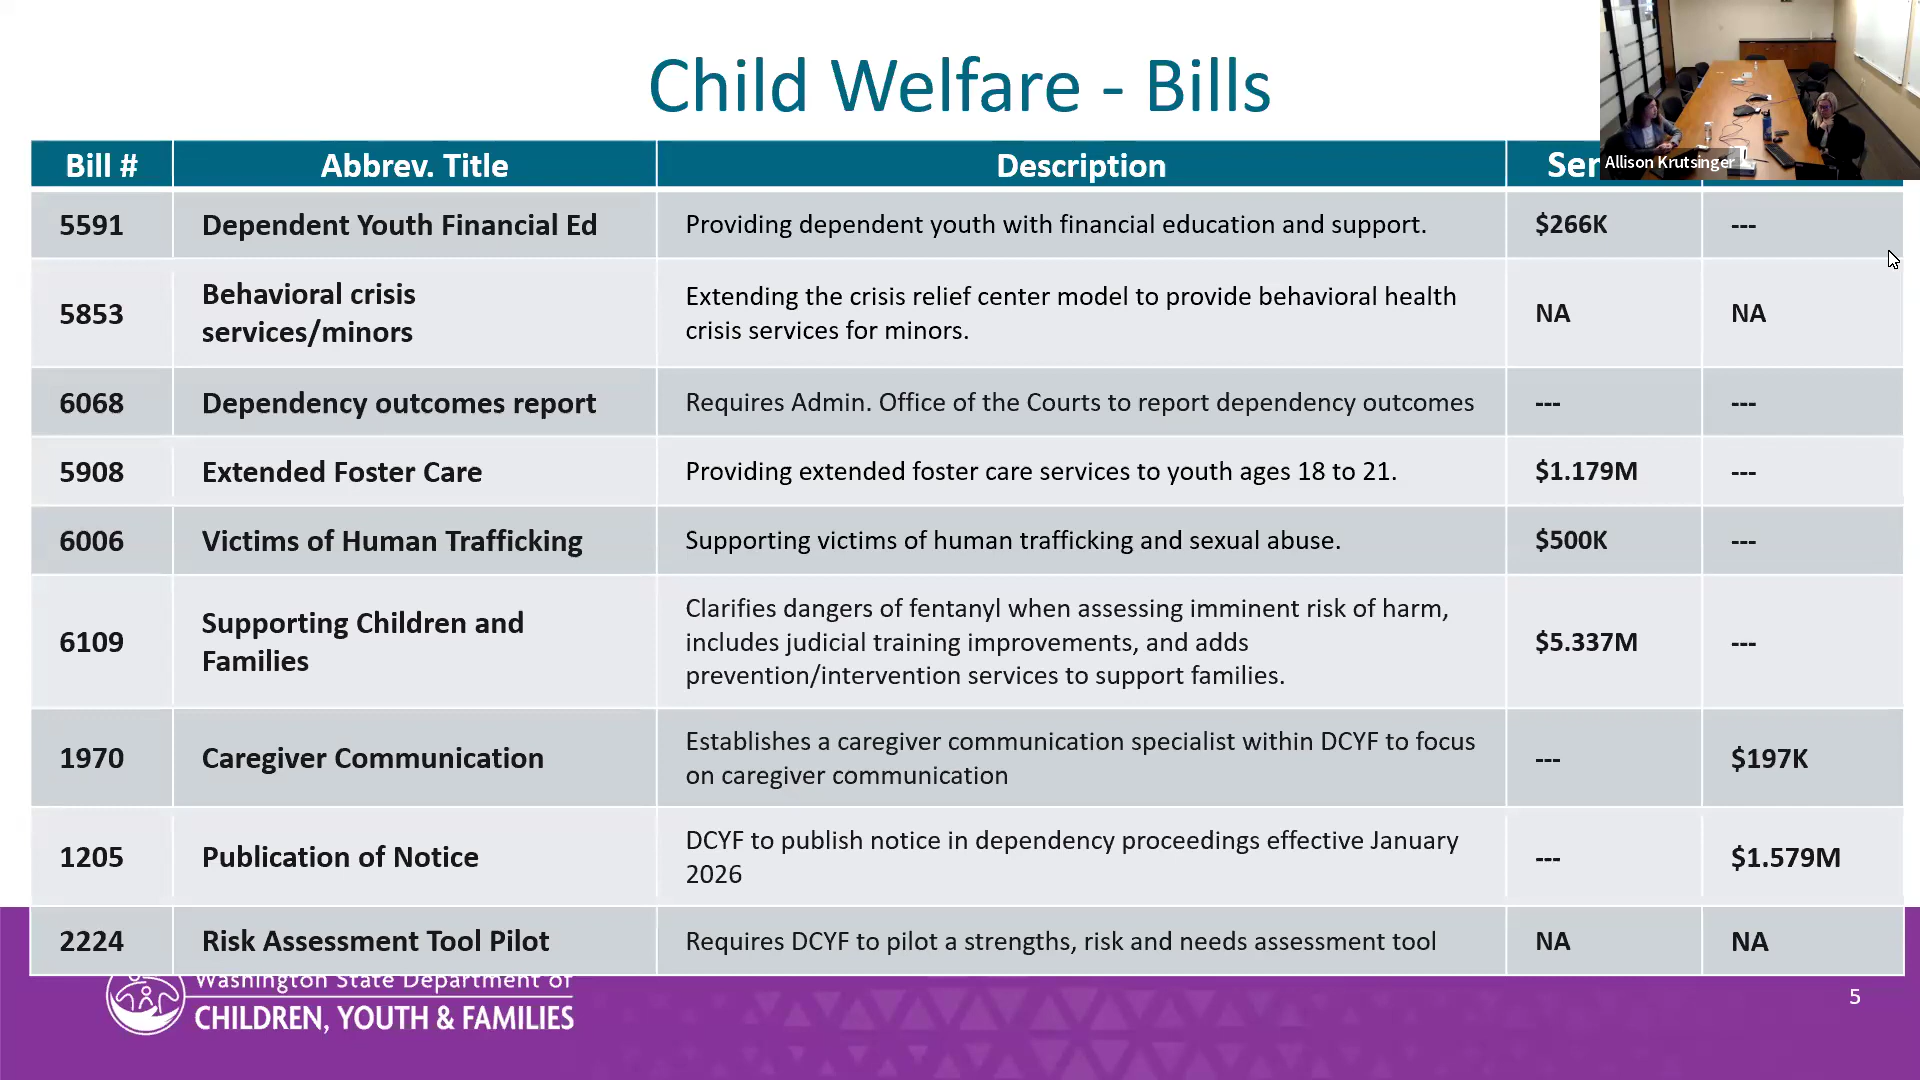 Child Welfare - Bills
Allison Krutsinger
Bill # Abbrev. Title Description
5591 Dependent Youth Financial Ed Providing dependent youth with financial education and support. $266K ---
5853 Behavioral crisis services/minors Extending the crisis relief center model to provide behavioral health
crisis services for minors. NA NA
6068 Dependency outcomes report Requires Admin. Office of the Courts to report dependency outcomes --- ---
5908 Extended Foster Care Providing extended foster care services to youth ages 18 to 21. $1.179M ---
6006 Victims of Human Trafficking Supporting victims of human trafficking and sexual abuse. $500K ---
6109 Supporting Children and Families Clarifies dangers of fentanyl when assessing imminent risk of harm,
includes judicial training improvements, and adds
prevention/intervention services to support families. $5.337M ---
1970 Caregiver Communication Establishes a caregiver communication specialist within DCYF to focus
on caregiver communication --- $197K
1205 Publication of Notice DCYF to publish notice in dependency proceedings effective January
2026 --- $1.579M
2224 Risk Assessment Tool Pilot Requires DCYF to pilot a strengths, risk and needs assessment tool NA NA
Washington State Department of
CHILDREN, YOUTH & FAMILIES
5